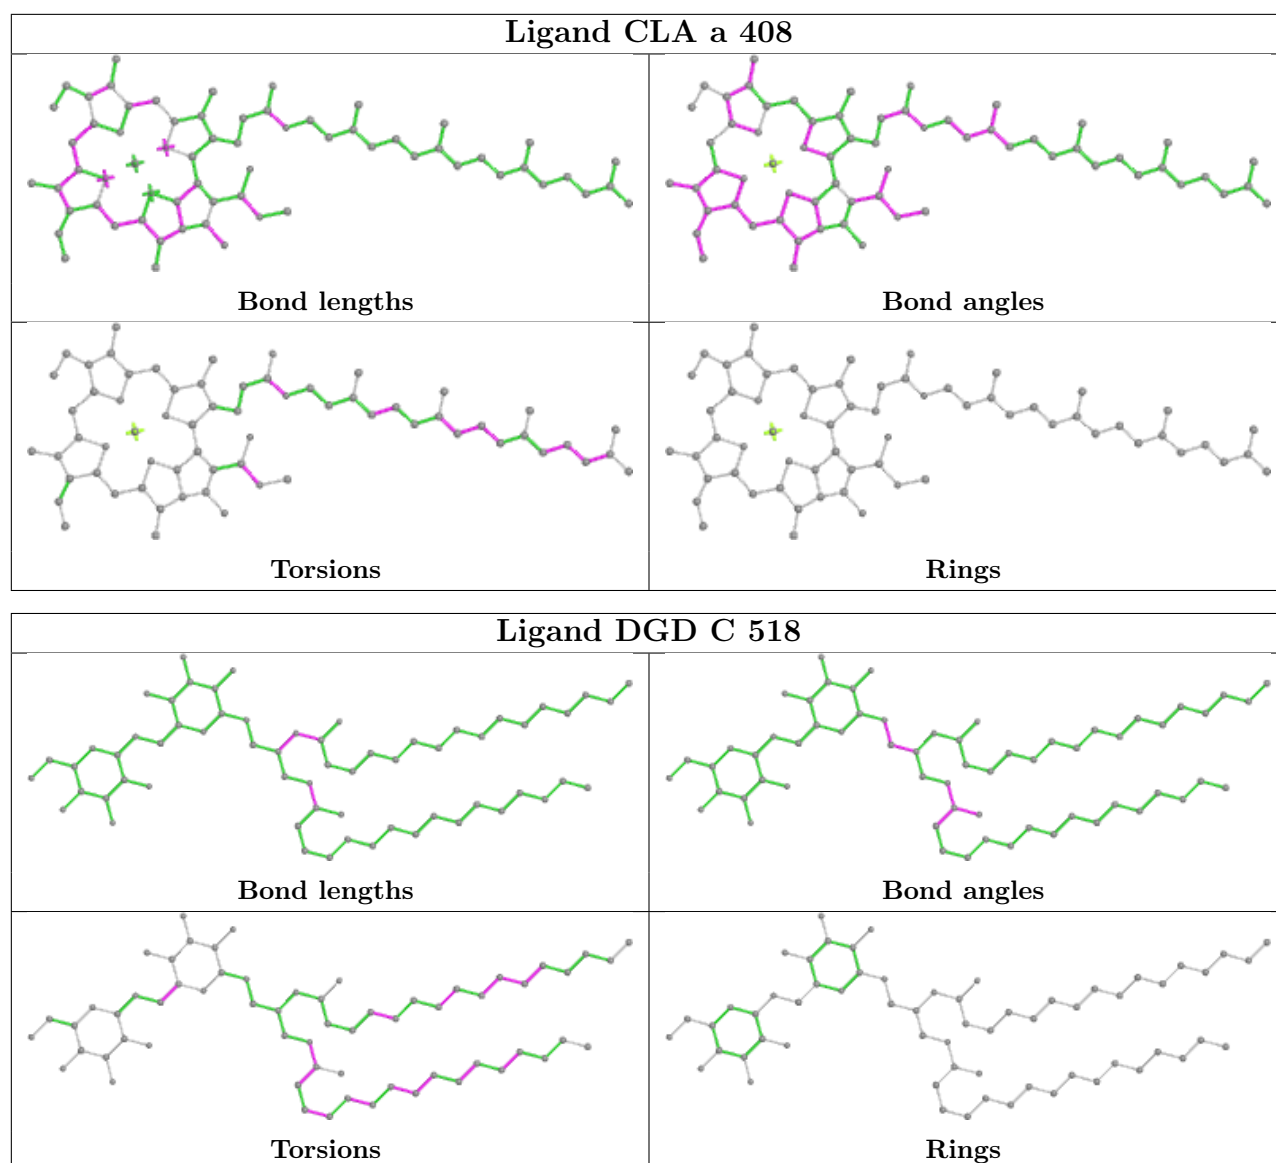 Ligand CLA a 408
Bond lengths
Bond angles
Torsions
Rings
Ligand DGD C 518
Bond lengths
Bond angles
Torsions
Rings